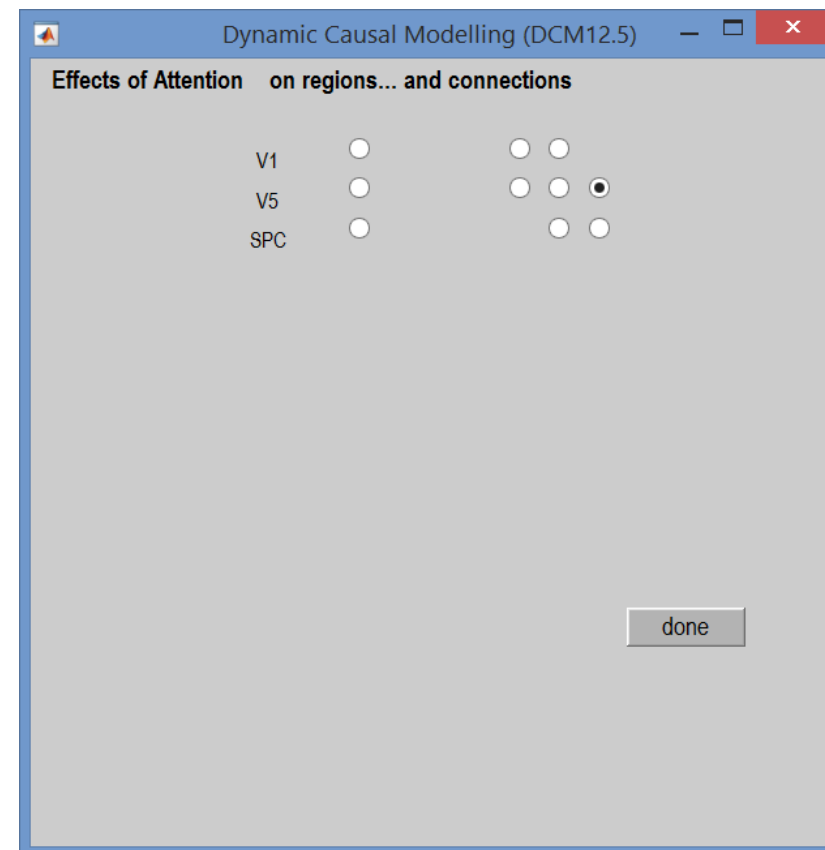 Dynamic Causal Modelling (DCM12.5)
Effects of Attention on regions... and connections
V1
V5
SPC
done